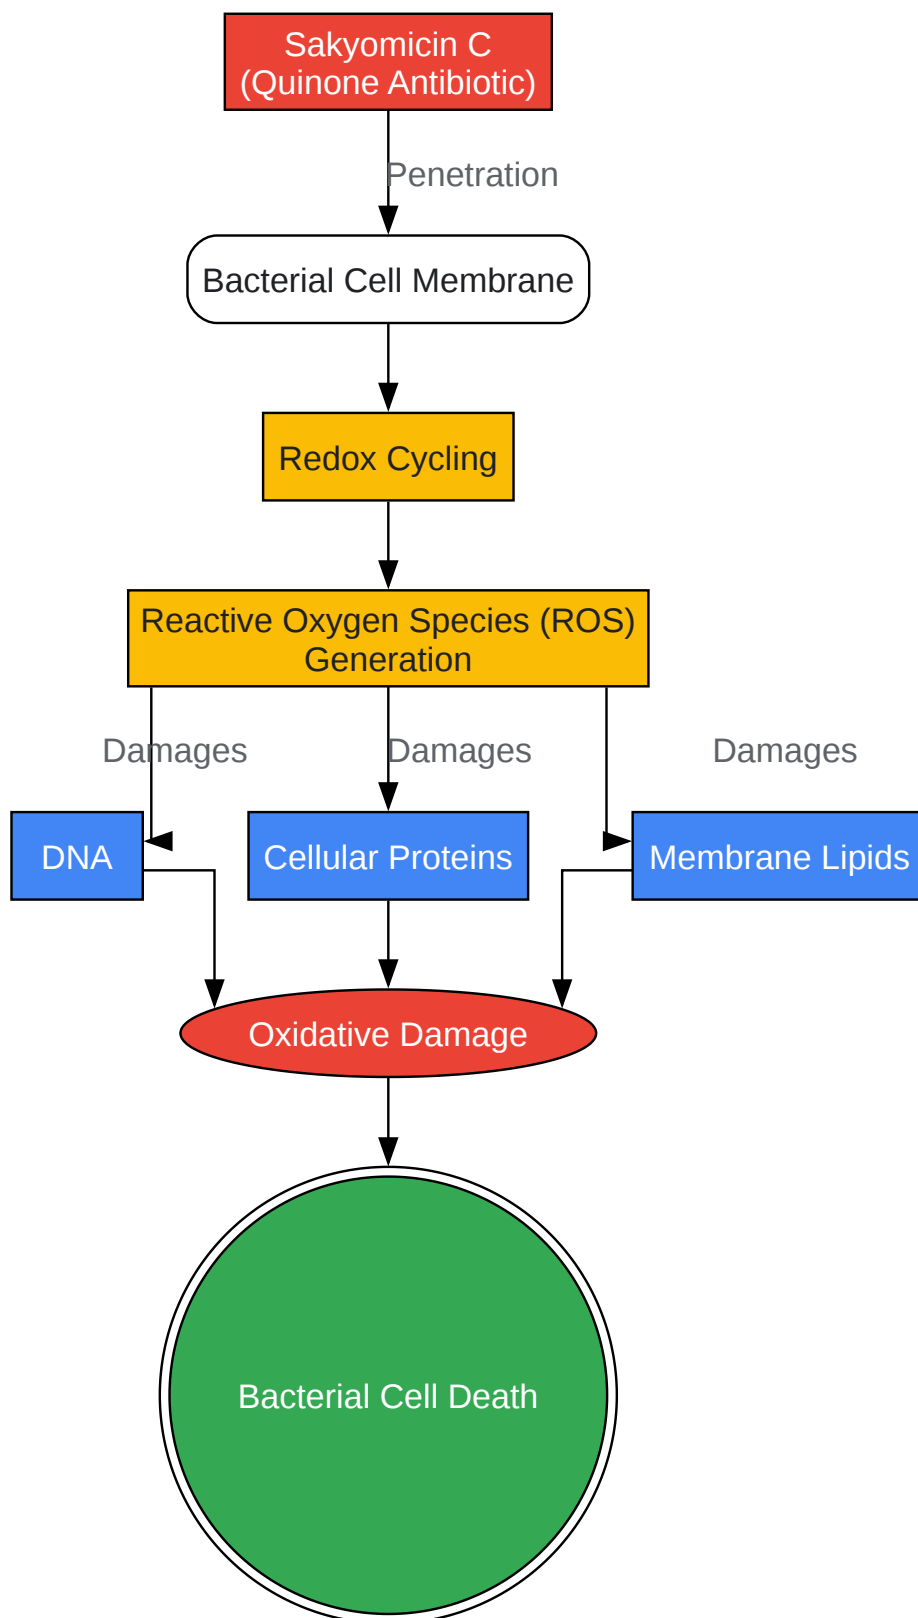 Sakyomicin C
(Quinone Antibiotic)
Penetration
Bacterial Cell Membrane
Redox Cycling
Reactive Oxygen Species (ROS)
Generation
Damages
Damages
Damages
DNA
Cellular Proteins
Membrane Lipids
Oxidative Damage
Bacterial Cell Death